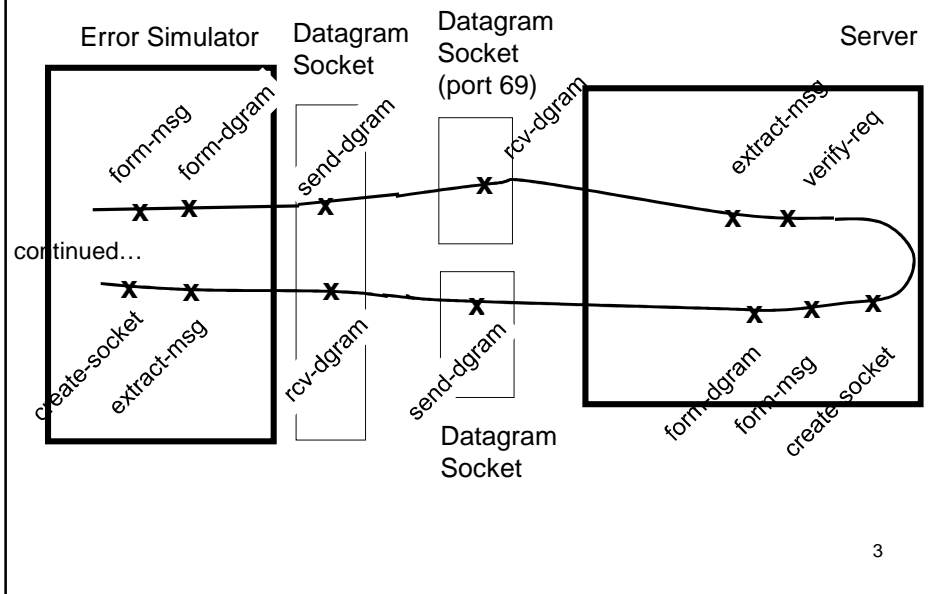 Error Simulator
Datagram
Socket
Datagram
Socket
(port 69)
Server
form-msg
form-dgram
send-dgram
rcv-dgram
extract-msg
verify-req
X
X
X
X
X
X
continued…
X
X
X
X
X
X
X
create-socket
extract-msg
rcv-dgram
send-dgram
form-dgram
form-msg
create-socket
Datagram
Socket
3